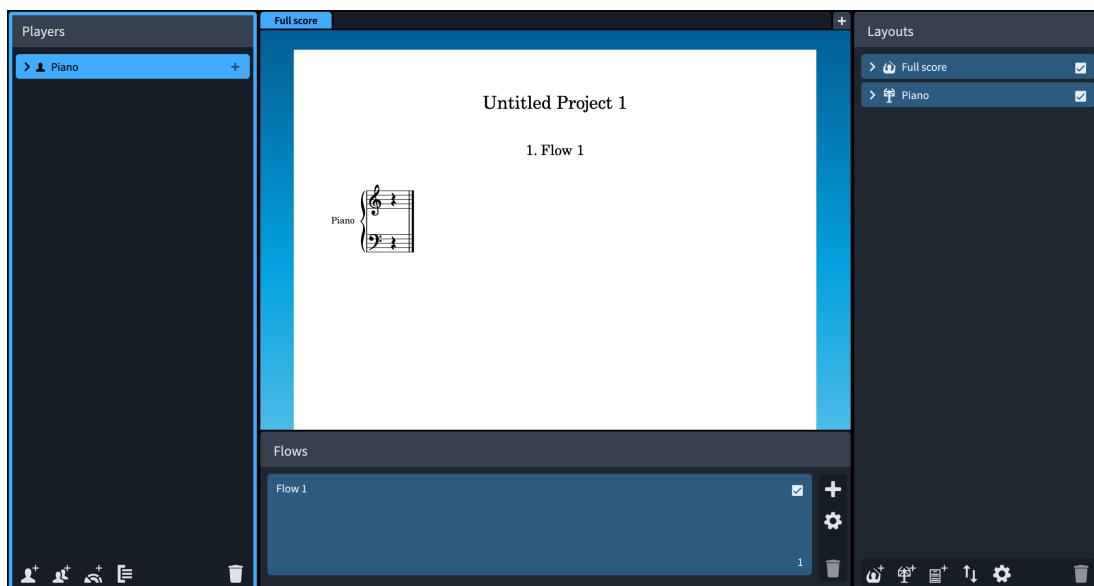 Players
Piano
Full score
Untitled Project 1
1. Flow 1
Piano
Flows
Flow 1
1
Layouts
Full score
Piano